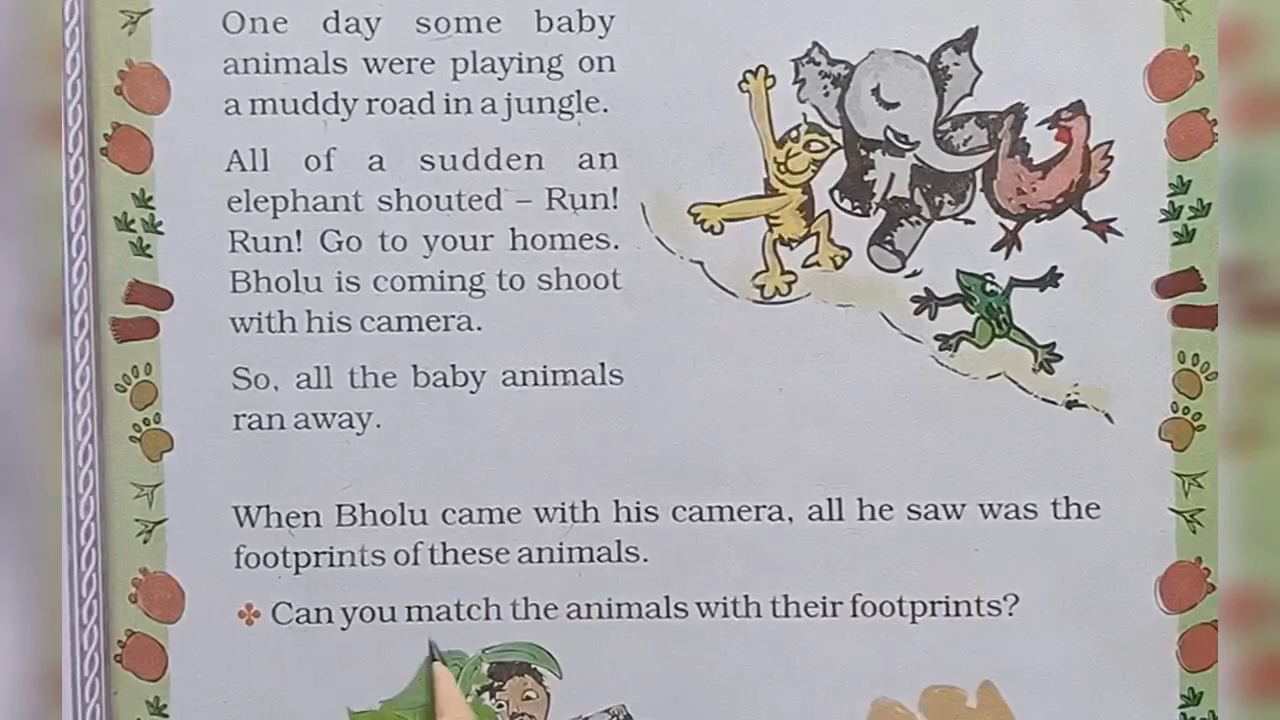 One day some baby
animals were playing on
a muddy road in a jungle.
All of a sudden an
elephant shouted – Run!
Run! Go to your homes.
Bholu is coming to shoot
with his camera.
So, all the baby animals
ran away.
When Bholu came with his camera, all he saw was the
footprints of these animals.
Can you match the animals with their footprints?